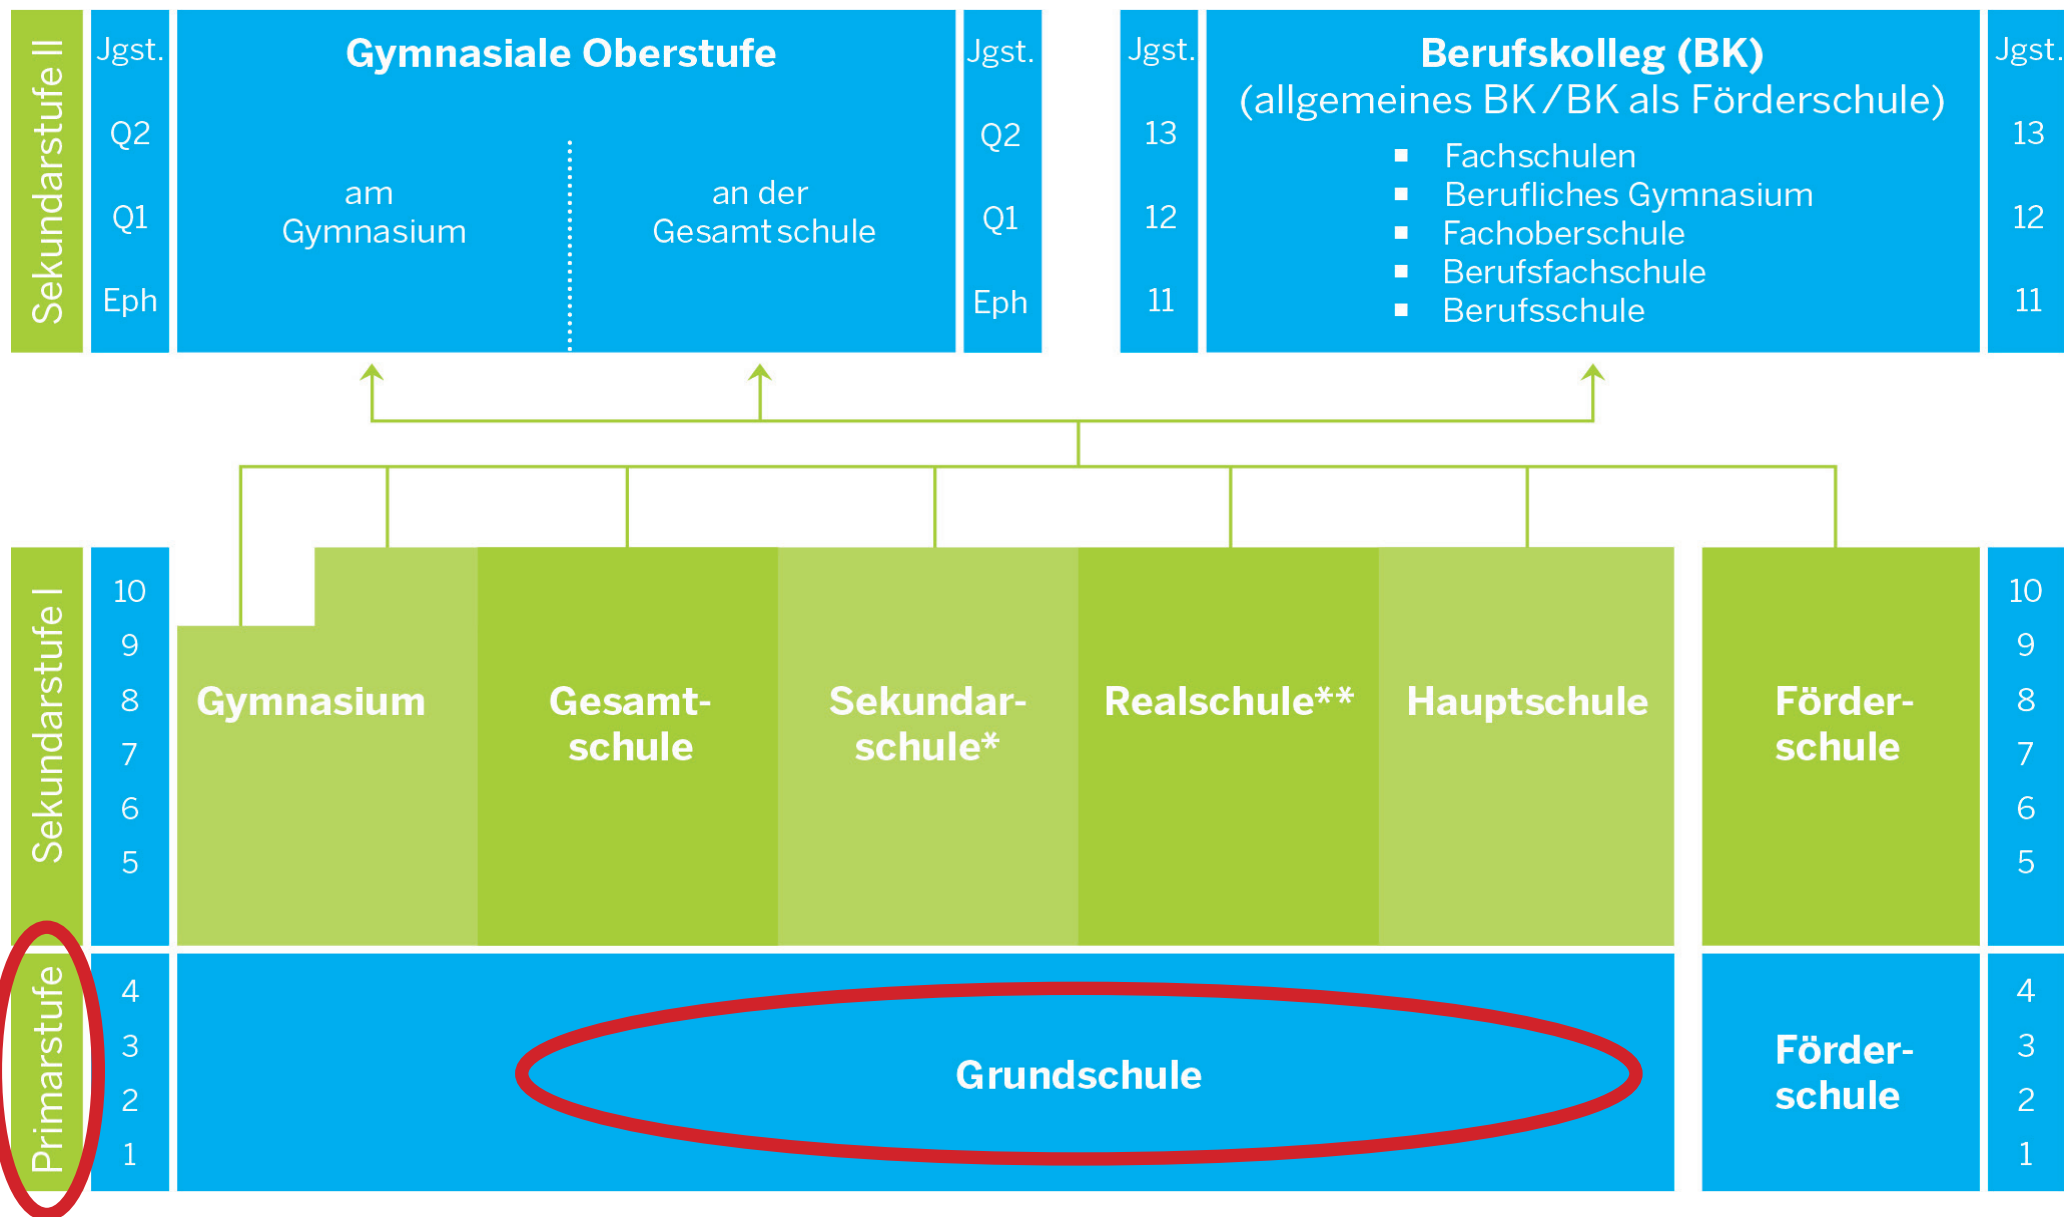 Sekundarstufe II
Jgst.
Q2
Q1
Eph
Gymnasiale Oberstufe
am
Gymnasium
an der
Gesamtschule
Jgst.
Q2
Q1
Eph
Jgst.
13
12
11
Berufskolleg (BK)
(allgemeines BK/BK als Förderschule)
Fachschulen
Berufliches Gymnasium
Fachoberschule
Berufsfachschule
Berufsschule
Jgst.
13
12
11
Sekundarstufe I
10
9
8
7
6
5
Gymnasium
Gesamt-
schule
Sekundar-
schule*
Realschule**
Hauptschule
Förder-
schule
10
9
8
7
6
5
Primarstufe
4
3
2
1
Grundschule
Förder-
schule
4
3
2
1